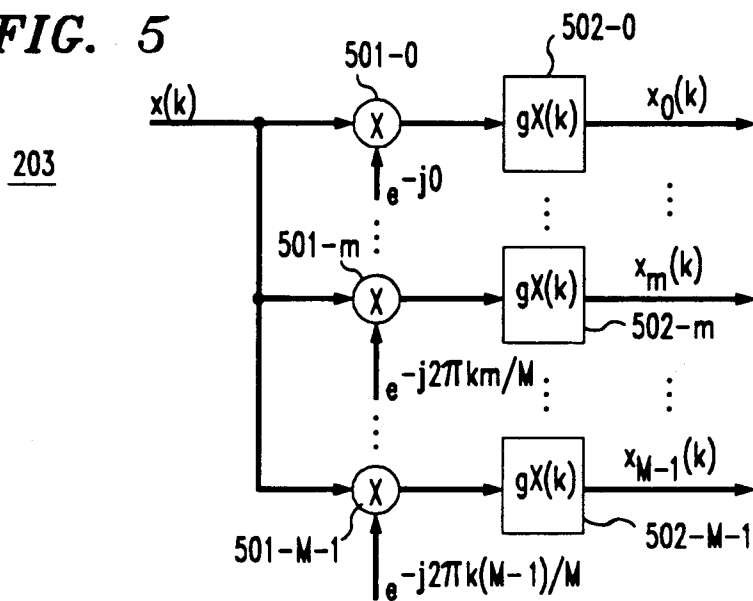 FIG. 5
502-0
501-0
x(k)
X
gX(k)
x₀(k)
203
e^-j0
501-m
X
gX(k)
xₘ(k)
502-m
e^-j2πkm/M
X
gX(k)
x_M-1(k)
501-M-1
502-M-1
e^-j2πk(M-1)/M